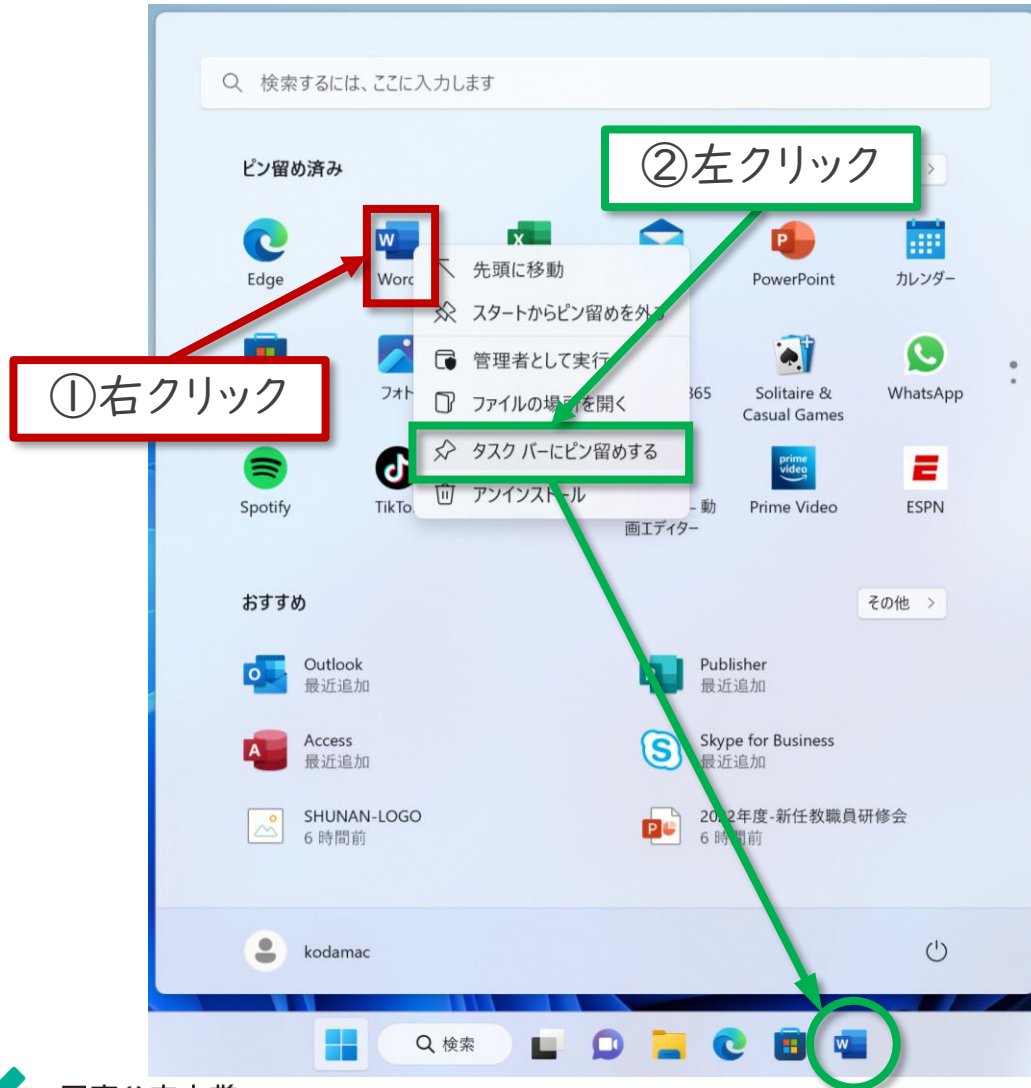 検索するには、ここに入力します
ピン留め済み
②左クリック
Edge
Word
PowerPoint
カレンダー
先頭に移動
スタートからピン留めを外す
管理者として実行
ファイルの場所を開く
タスク バーにピン留めする
アンインストール
①右クリック
365
Solitaire &
Casual Games
WhatsApp
prime
video
Spotify
動
画エディター
Prime Video
ESPN
おすすめ
その他
Outlook
最近追加
Publisher
最近追加
Access
最近追加
Skype for Business
最近追加
SHUNAN-LOGO
6 時間前
2022年度-新任教職員研修会
6 時間前
kodamac
検索